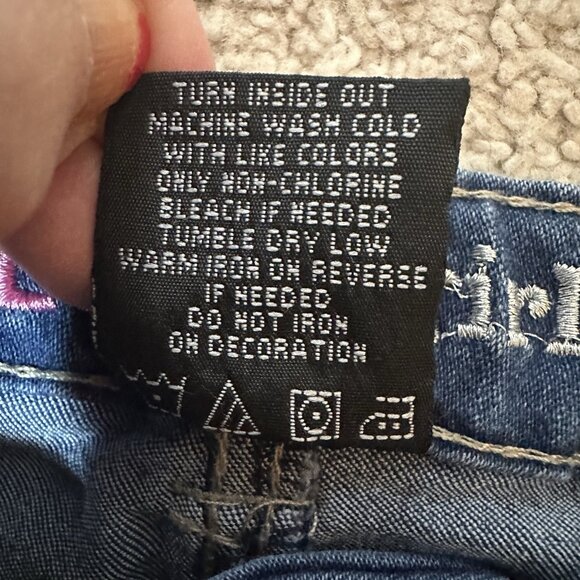 TURN INSIDE OUT
MACHINE WASH COLD
WITH LIKE COLORS
ONLY NON-CHLORINE
BLEACH IF NEEDED
TUMBLE DRY LOW
WARM IRON ON REVERSE
IF NEEDED
DO NOT IRON
ON DECORATION
irl